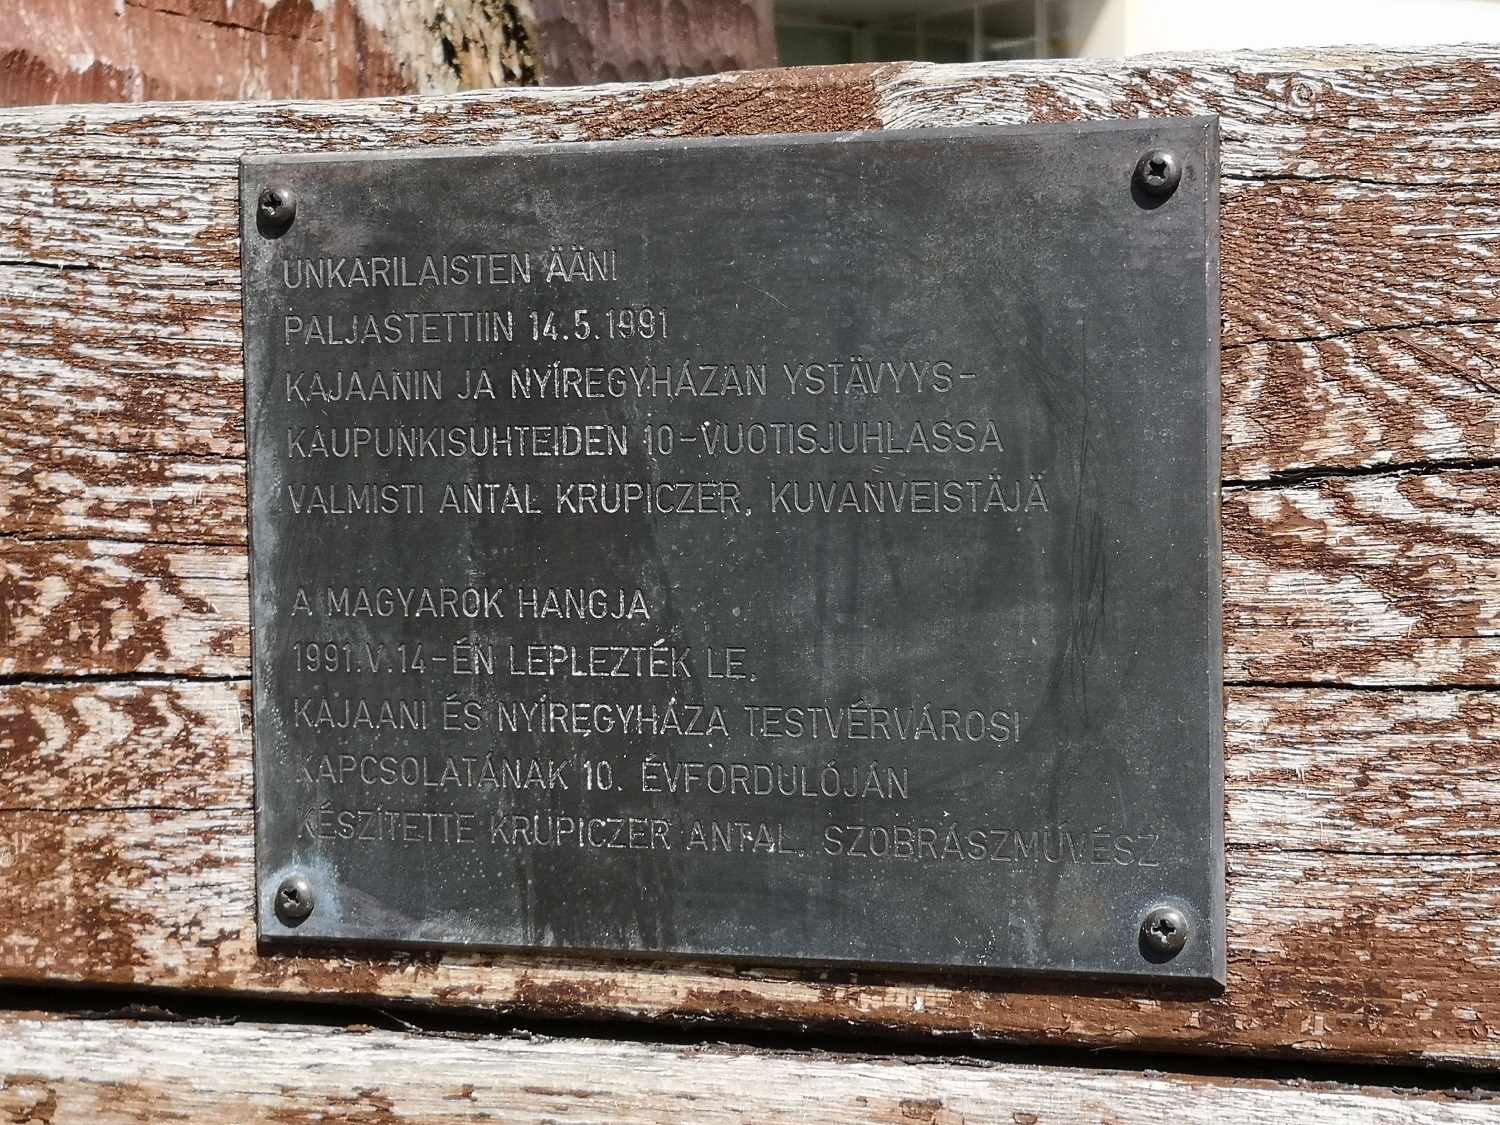 UNKARILAISTEN ÄÄNI
PALJASTETTIIN 14.5.1991
KAJAANIN JA NYÍREGYHÁZAN YSTÄVYYS-
KAUPUNKISUHTEIDEN 10-VUOTISJUHLASSA
VALMISTI ANTAL KRUPICZER, KUVANVEISTÄJÄ
A MAGYAROK HANGJA
1991.V.14-ÉN LEPLEZTÉK LE.
KAJAANI ÉS NYÍREGYHÁZA TESTVÉRVÁROSI
KAPCSOLATÁNAK 10. ÉVFORDULÓJÁN
KÉSZÍTETTE KRUPICZER ANTAL. SZOBRÁSZMŰVÉSZ